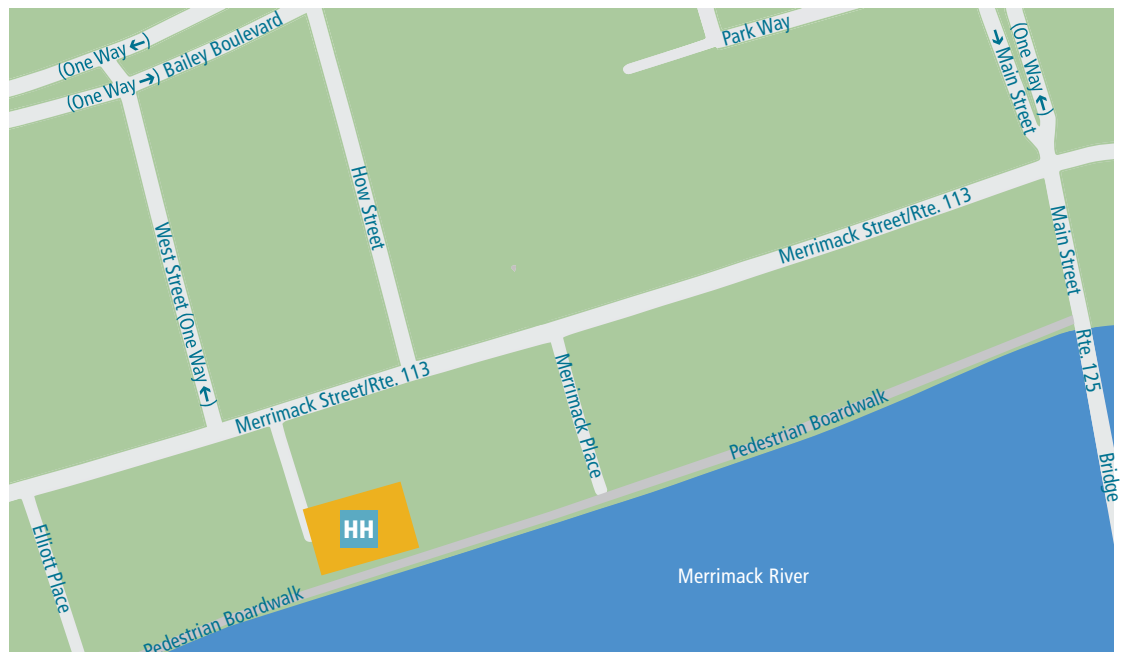 (One Way ←)
(One Way →) Bailey Boulevard
Park Way
→ Main Street
(One Way ←)
How Street
West Street (One Way ←)
Merrimack Street/Rte. 113
Main Street
Merrimack Street/Rte. 113
Merrimack Place
Rte. 125
Pedestrian Boardwalk
Bridge
HH
Elliott Place
Merrimack River
Pedestrian Boardwalk